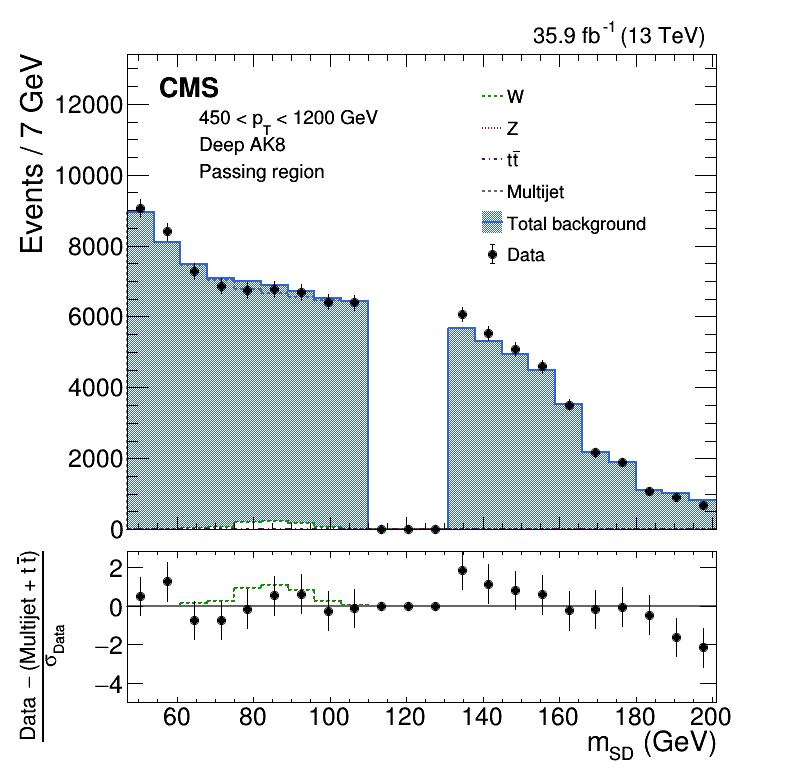 35.9 fb⁻¹ (13 TeV)
Events / 7 GeV
CMS
450 < p_T < 1200 GeV
Deep AK8
Passing region
W
Z
tt̅
Multijet
Total background
Data
12000
10000
8000
6000
4000
2000
0
Data − (Multijet + t t̅)
σ_Data
2
0
−2
−4
60 80 100 120 140 160 180 200
m_SD (GeV)